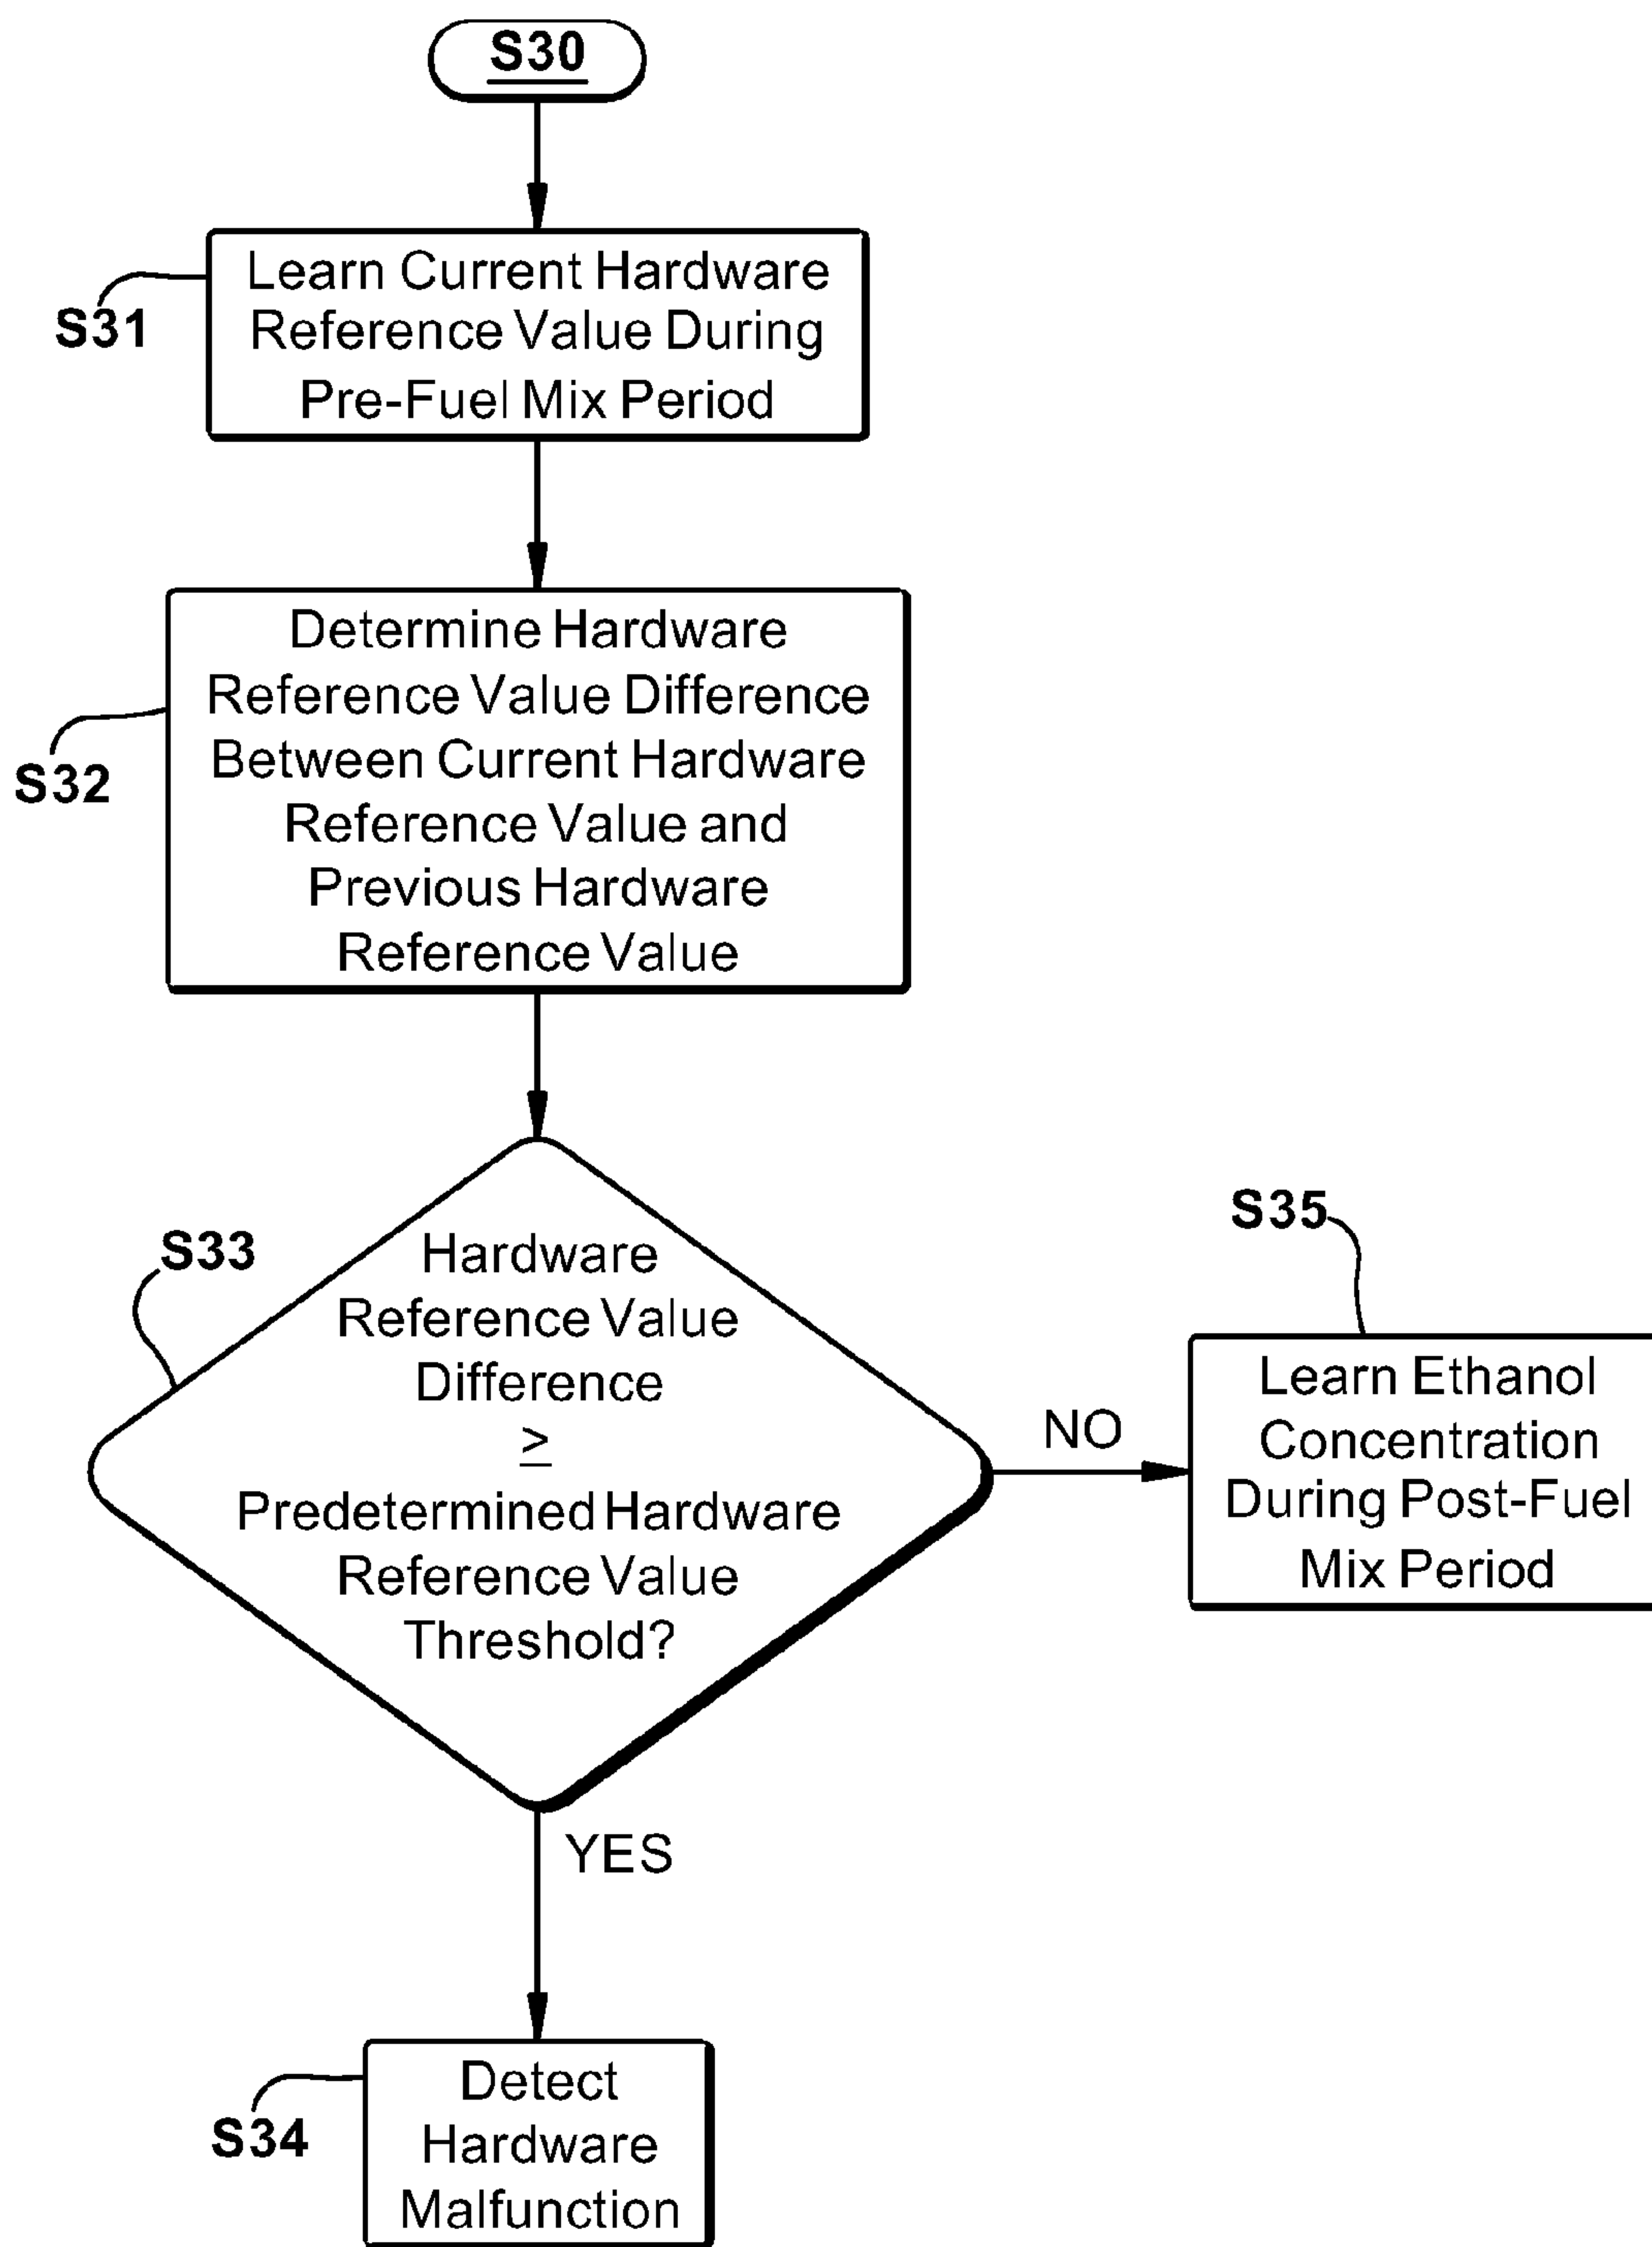 S30
Learn Current Hardware
Reference Value During
Pre-Fuel Mix Period
S31
Determine Hardware
Reference Value Difference
Between Current Hardware
Reference Value and
Previous Hardware
Reference Value
S32
S33
Hardware
Reference Value
Difference
≥
Predetermined Hardware
Reference Value
Threshold?
NO
S35
Learn Ethanol
Concentration
During Post-Fuel
Mix Period
YES
S34
Detect
Hardware
Malfunction